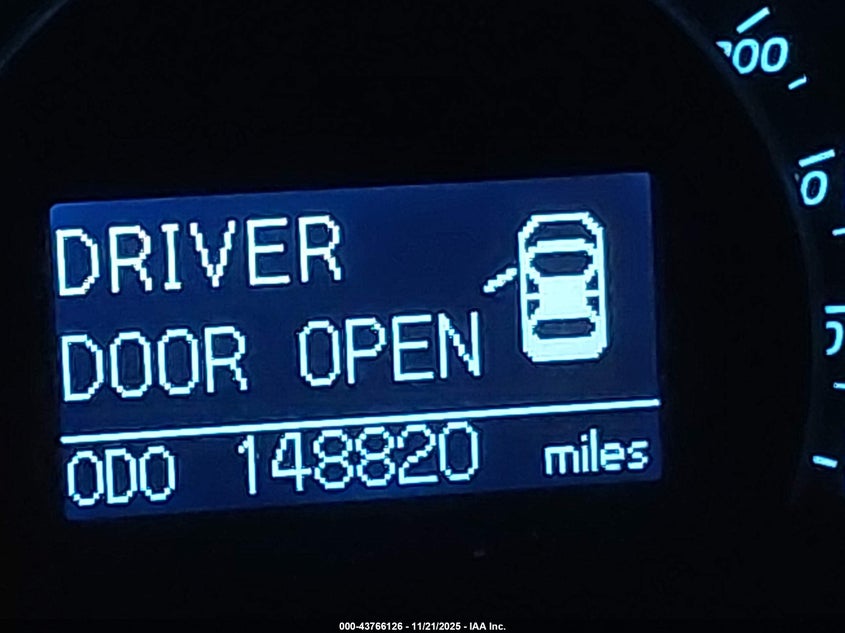 DRIVER
DOOR OPEN
ODO 148820 miles
000-43766126 - 11/21/2025 - IAA Inc.